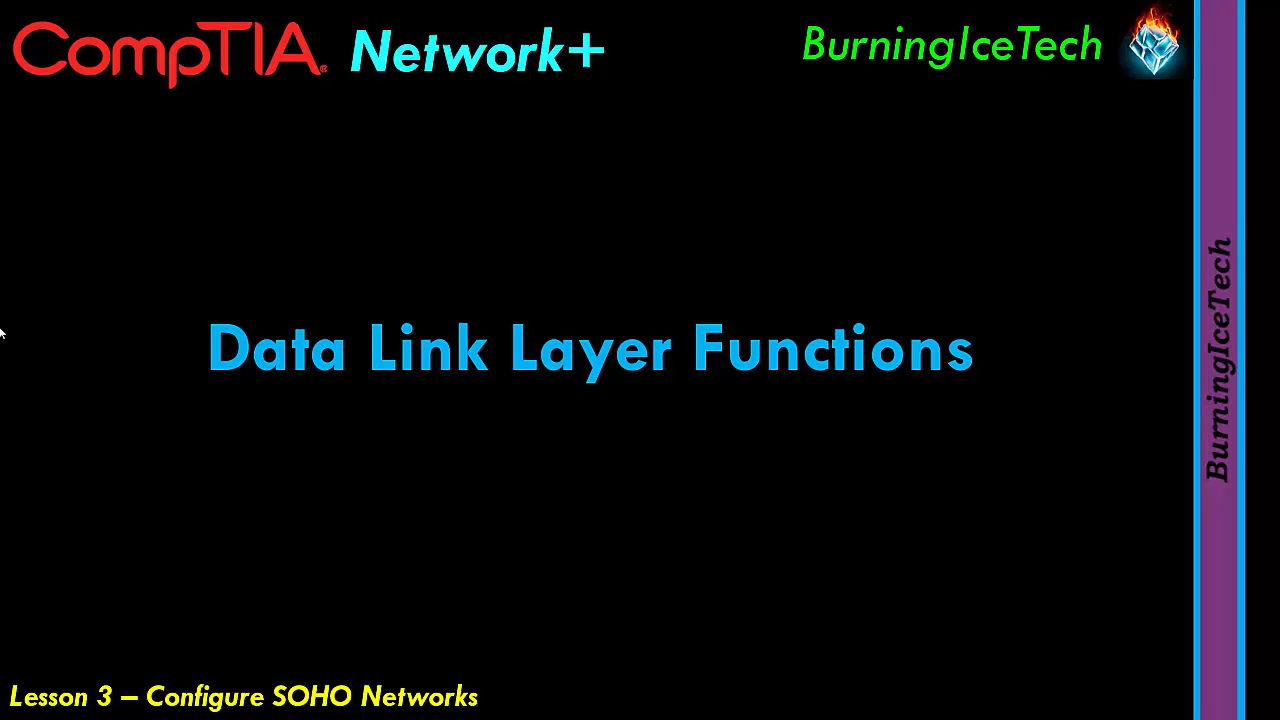 CompTIA® Network+
BurningIceTech
BurningIceTech
Data Link Layer Functions
Lesson 3 – Configure SOHO Networks